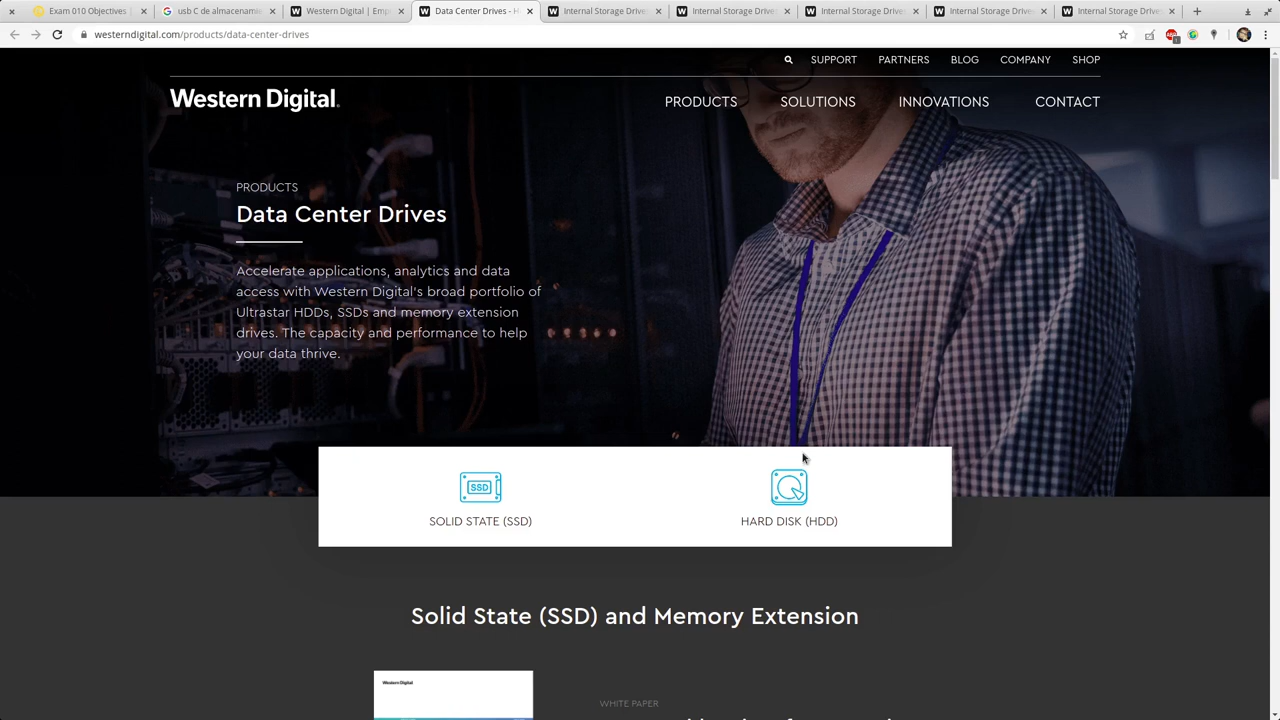 Exam 010 Objectives |
usb C de almacenami
Western Digital | Emp
Data Center Drives - H
Internal Storage Drive
Internal Storage Drive
Internal Storage Drive
Internal Storage Drive
Internal Storage Drive
westerndigital.com/products/data-center-drives
SUPPORT PARTNERS BLOG COMPANY SHOP
Western Digital.
PRODUCTS SOLUTIONS INNOVATIONS CONTACT
PRODUCTS
Data Center Drives
Accelerate applications, analytics and data
access with Western Digital's broad portfolio of
Ultrastar HDDs, SSDs and memory extension
drives. The capacity and performance to help
your data thrive.
SSD
SOLID STATE (SSD) HARD DISK (HDD)
Solid State (SSD) and Memory Extension
Western Digital
WHITE PAPER